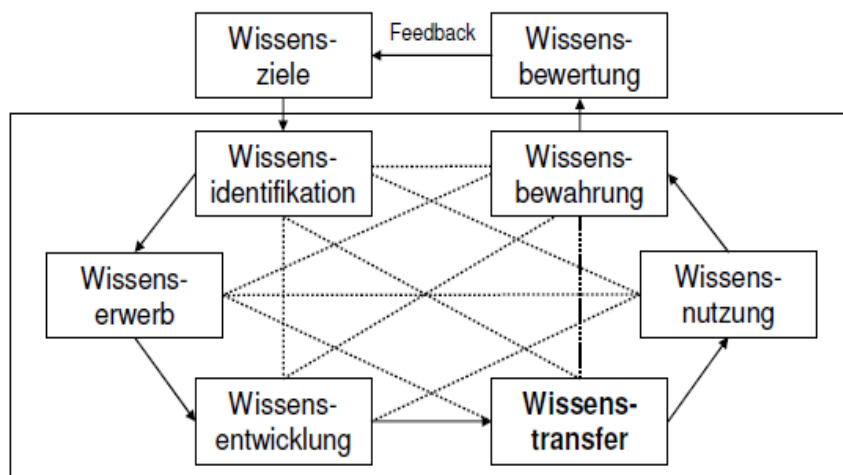 Wissens-
ziele
Feedback
Wissens-
bewertung
Wissens-
identifikation
Wissens-
bewahrung
Wissens-
erwerb
Wissens-
nutzung
Wissens-
entwicklung
Wissens-
transfer